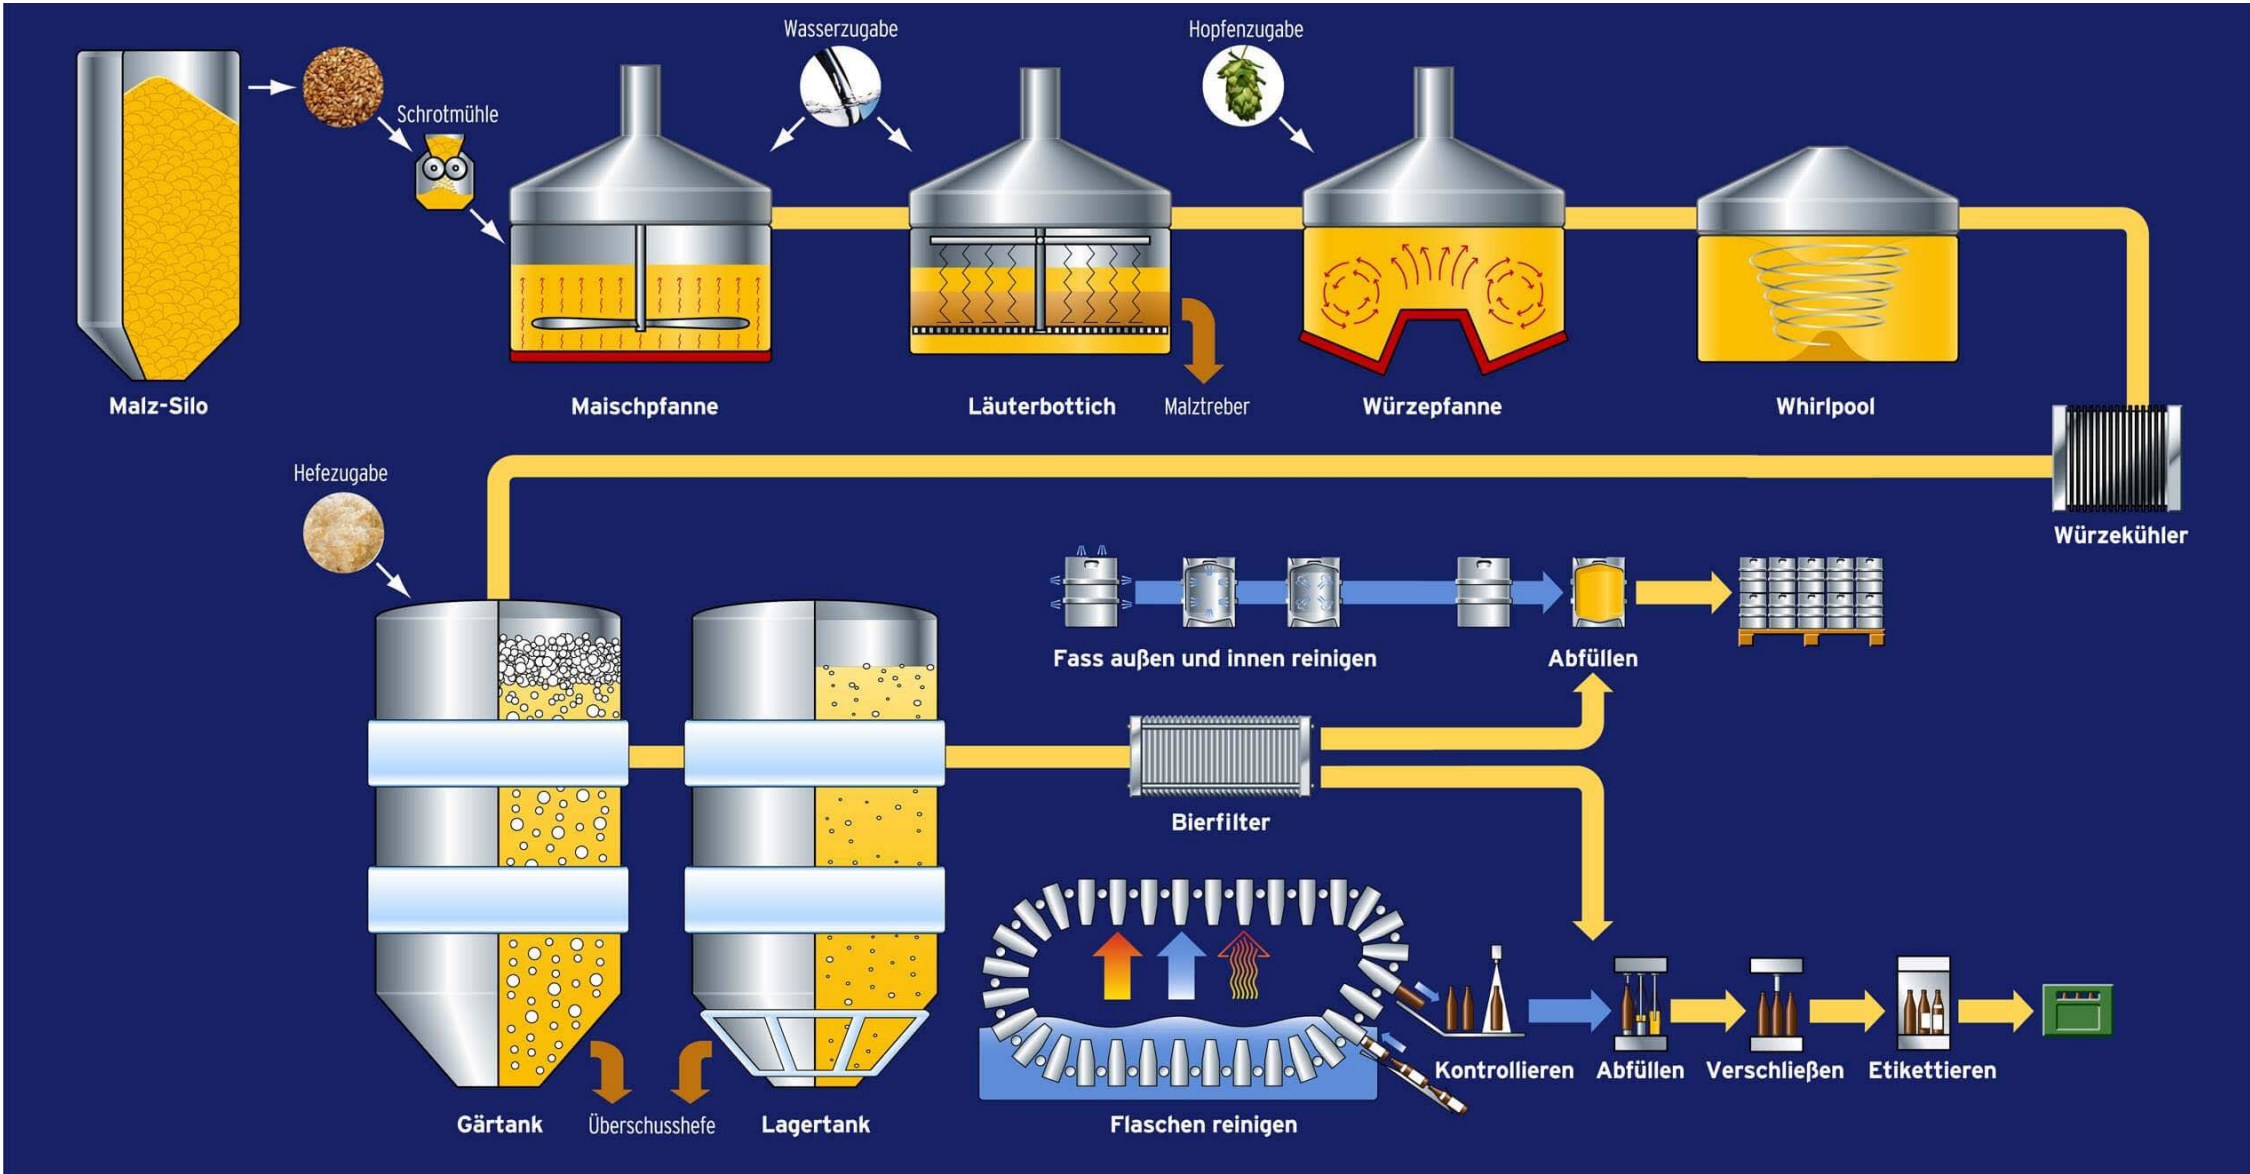 Wasserzugabe
Hopfenzugabe
Schrotmühle
Malz-Silo
Maischpfanne
Läuterbottich
Malztreber
Würzepfanne
Whirlpool
Hefezugabe
Würzekühler
Fass außen und innen reinigen
Abfüllen
Bierfilter
Kontrollieren
Abfüllen
Verschließen
Etikettieren
Gärtank
Überschusshefe
Lagertank
Flaschen reinigen